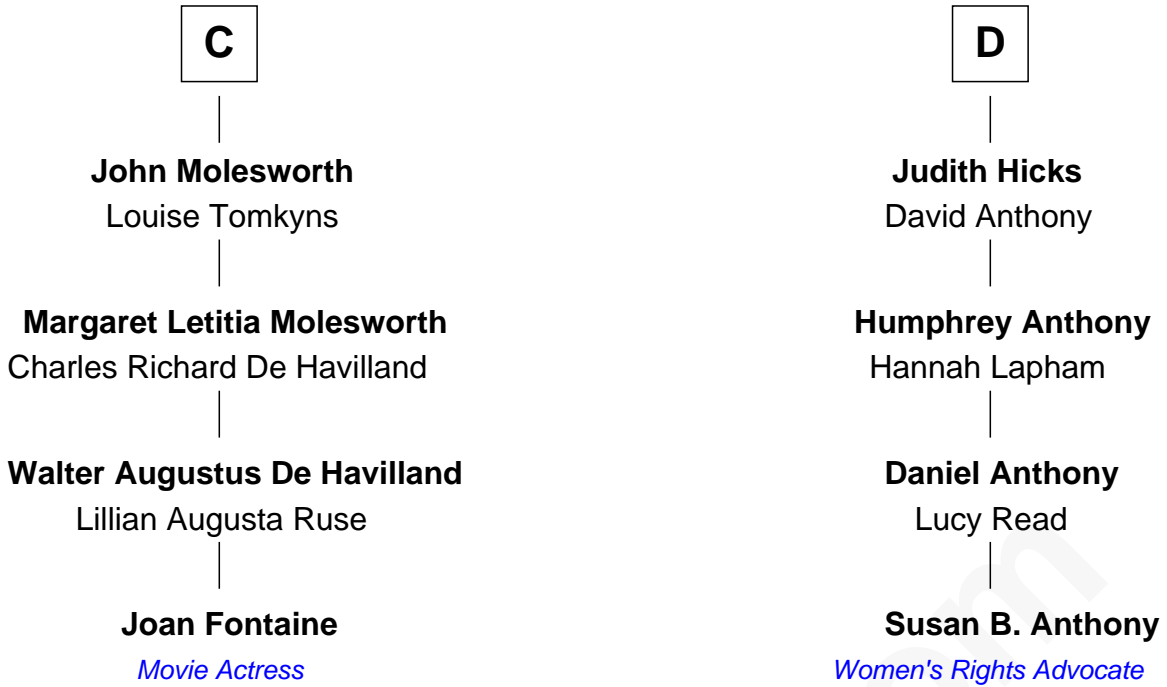 C
John Molesworth
Louise Tomkyns
Margaret Letitia Molesworth
Charles Richard De Havilland
Walter Augustus De Havilland
Lillian Augusta Ruse
Joan Fontaine
Movie Actress
D
Judith Hicks
David Anthony
Humphrey Anthony
Hannah Lapham
Daniel Anthony
Lucy Read
Susan B. Anthony
Women's Rights Advocate